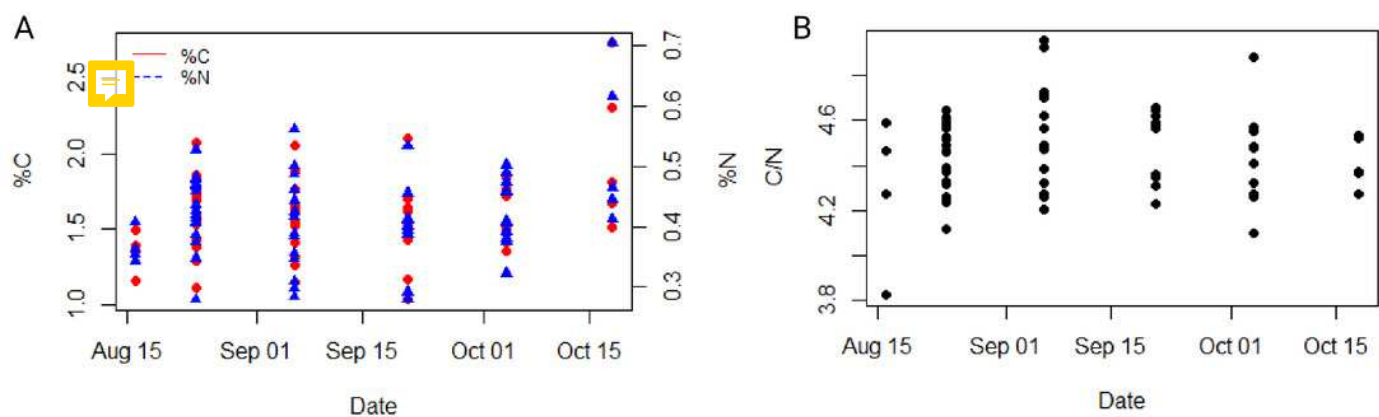 A
%C
%N
%C
1.0
1.5
2.0
2.5
%N
0.3
0.4
0.5
0.6
0.7
Aug 15
Sep 01
Sep 15
Oct 01
Oct 15
Date
B
C/N
3.8
4.2
4.6
Aug 15
Sep 01
Sep 15
Oct 01
Oct 15
Date